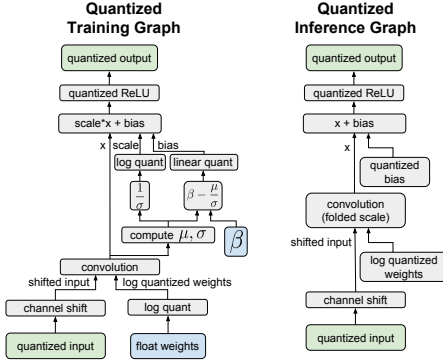 Quantized
Training Graph
quantized output
quantized ReLU
scale*x + bias
x
scale
bias
log quant
linear quant
1/σ
β − μ/σ
compute μ, σ
β
convolution
shifted input
log quantized weights
channel shift
log quant
quantized input
float weights
Quantized
Inference Graph
quantized output
quantized ReLU
x + bias
x
quantized
bias
convolution
(folded scale)
shifted input
log quantized
weights
channel shift
quantized input